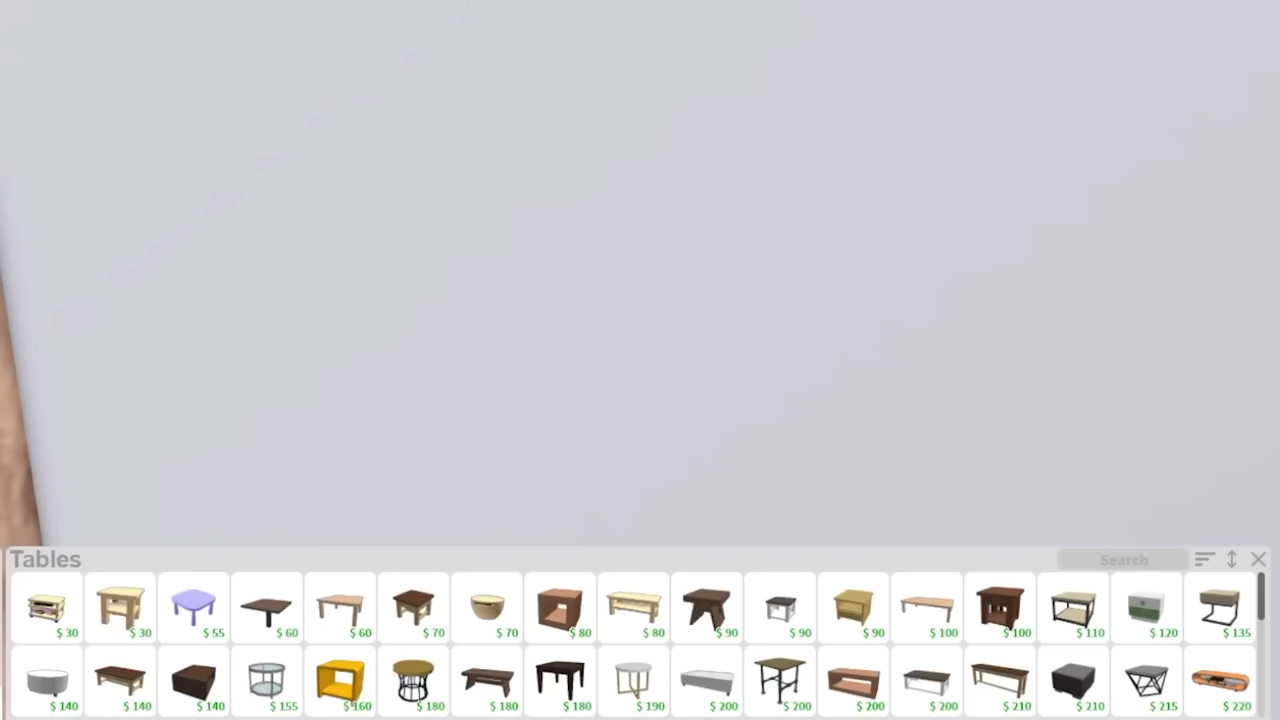 Tables
Search
$ 30 $ 30 $ 55 $ 60 $ 60 $ 70 $ 70 $ 80 $ 80 $ 90 $ 90 $ 90 $ 100 $ 100 $ 110 $ 120 $ 135
$ 140 $ 140 $ 140 $ 155 $ 160 $ 180 $ 180 $ 180 $ 190 $ 200 $ 200 $ 200 $ 200 $ 210 $ 210 $ 215 $ 220